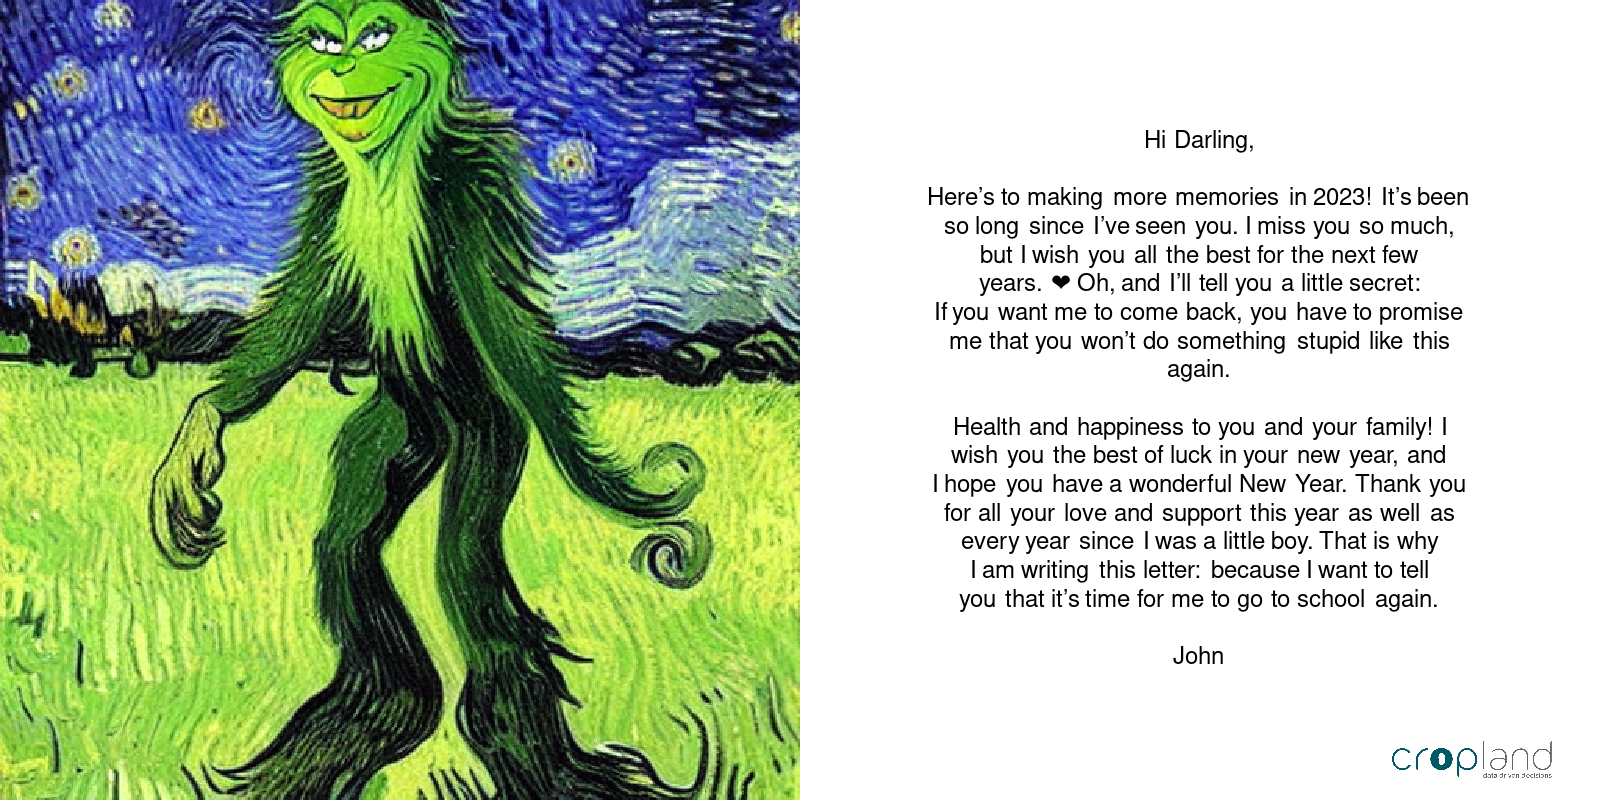 Hi Darling,
Here’s to making more memories in 2023! It’s been
so long since I’ve seen you. I miss you so much,
but I wish you all the best for the next few
years. ❤ Oh, and I’ll tell you a little secret:
If you want me to come back, you have to promise
me that you won’t do something stupid like this
again.
Health and happiness to you and your family! I
wish you the best of luck in your new year, and
I hope you have a wonderful New Year. Thank you
for all your love and support this year as well as
every year since I was a little boy. That is why
I am writing this letter: because I want to tell
you that it’s time for me to go to school again.
John
cropland
data driven decisions